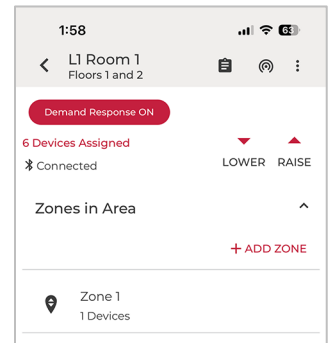 1:58
63
L1 Room 1
Floors 1 and 2
Demand Response ON
6 Devices Assigned
Connected
LOWER RAISE
Zones in Area
+ ADD ZONE
Zone 1
1 Devices